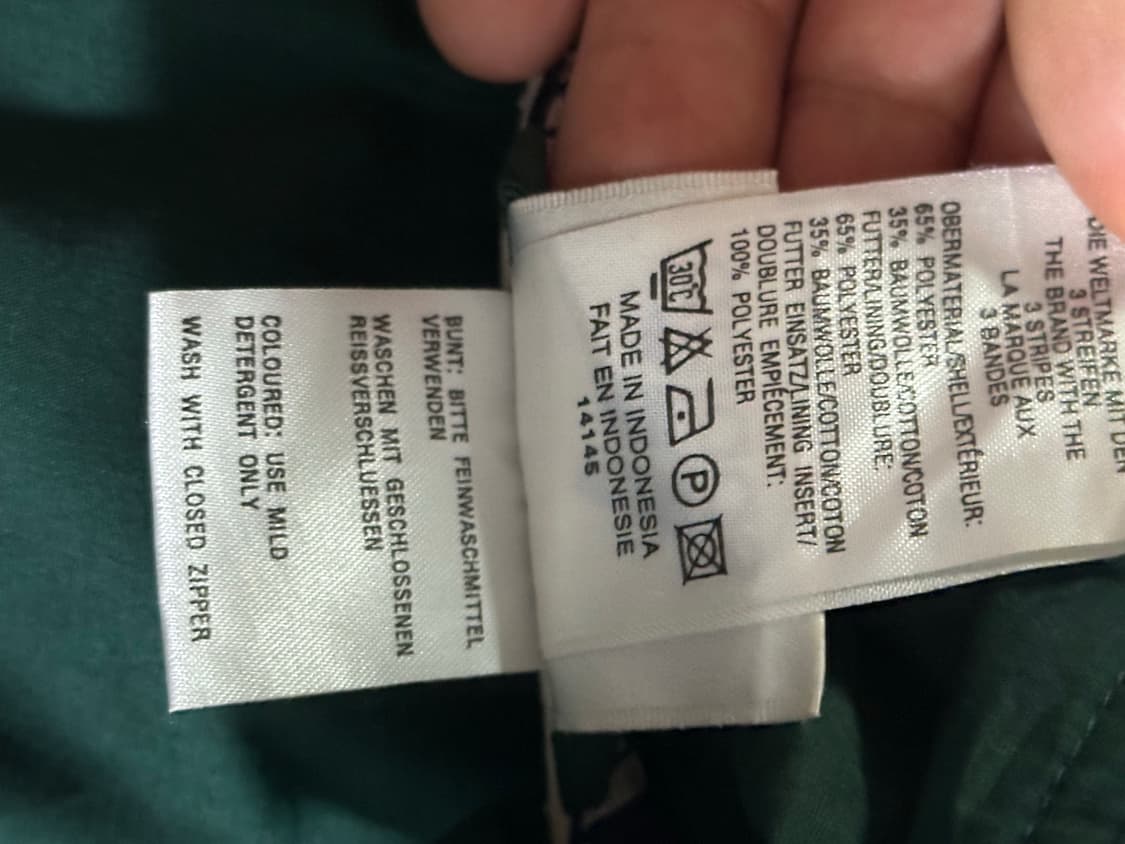 DIE WELTMARKE MIT DEN
3 STREIFEN
THE BRAND WITH THE
3 STRIPES
LA MARQUE AUX
3 BANDES
OBERMATERIAL/SHELL/EXTÉRIEUR:
65% POLYESTER
35% BAUMWOLLE/COTTON/COTON
FUTTER/LINING/DOUBLURE:
65% POLYESTER
35% BAUMWOLLE/COTTON/COTON
FUTTER EINSATZ/LINING INSERT/
DOUBLURE EMPIÈCEMENT:
100% POLYESTER
30°C P
MADE IN INDONESIA
FAIT EN INDONESIE
14145
BUNT: BITTE FEINWASCHMITTEL
VERWENDEN
WASCHEN MIT GESCHLOSSENEN
REISSVERSCHLUESSEN
COLOURED: USE MILD
DETERGENT ONLY
WASH WITH CLOSED ZIPPER